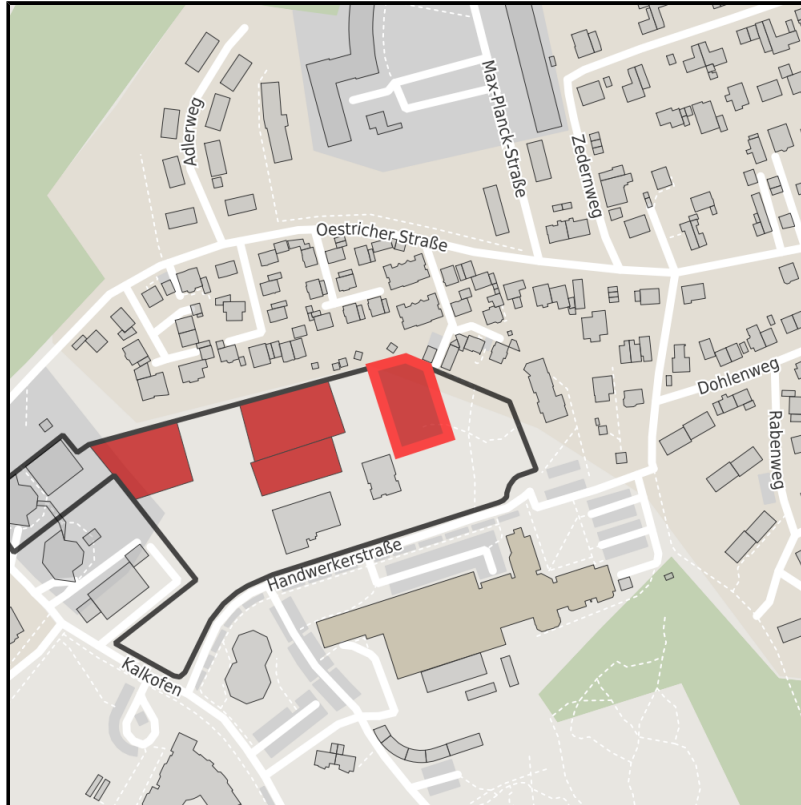 Adlerweg
Max-Planck-Straße
Zedernweg
Oestricher Straße
Dohlenweg
Rabenweg
Handwerkerstraße
Kalkofen